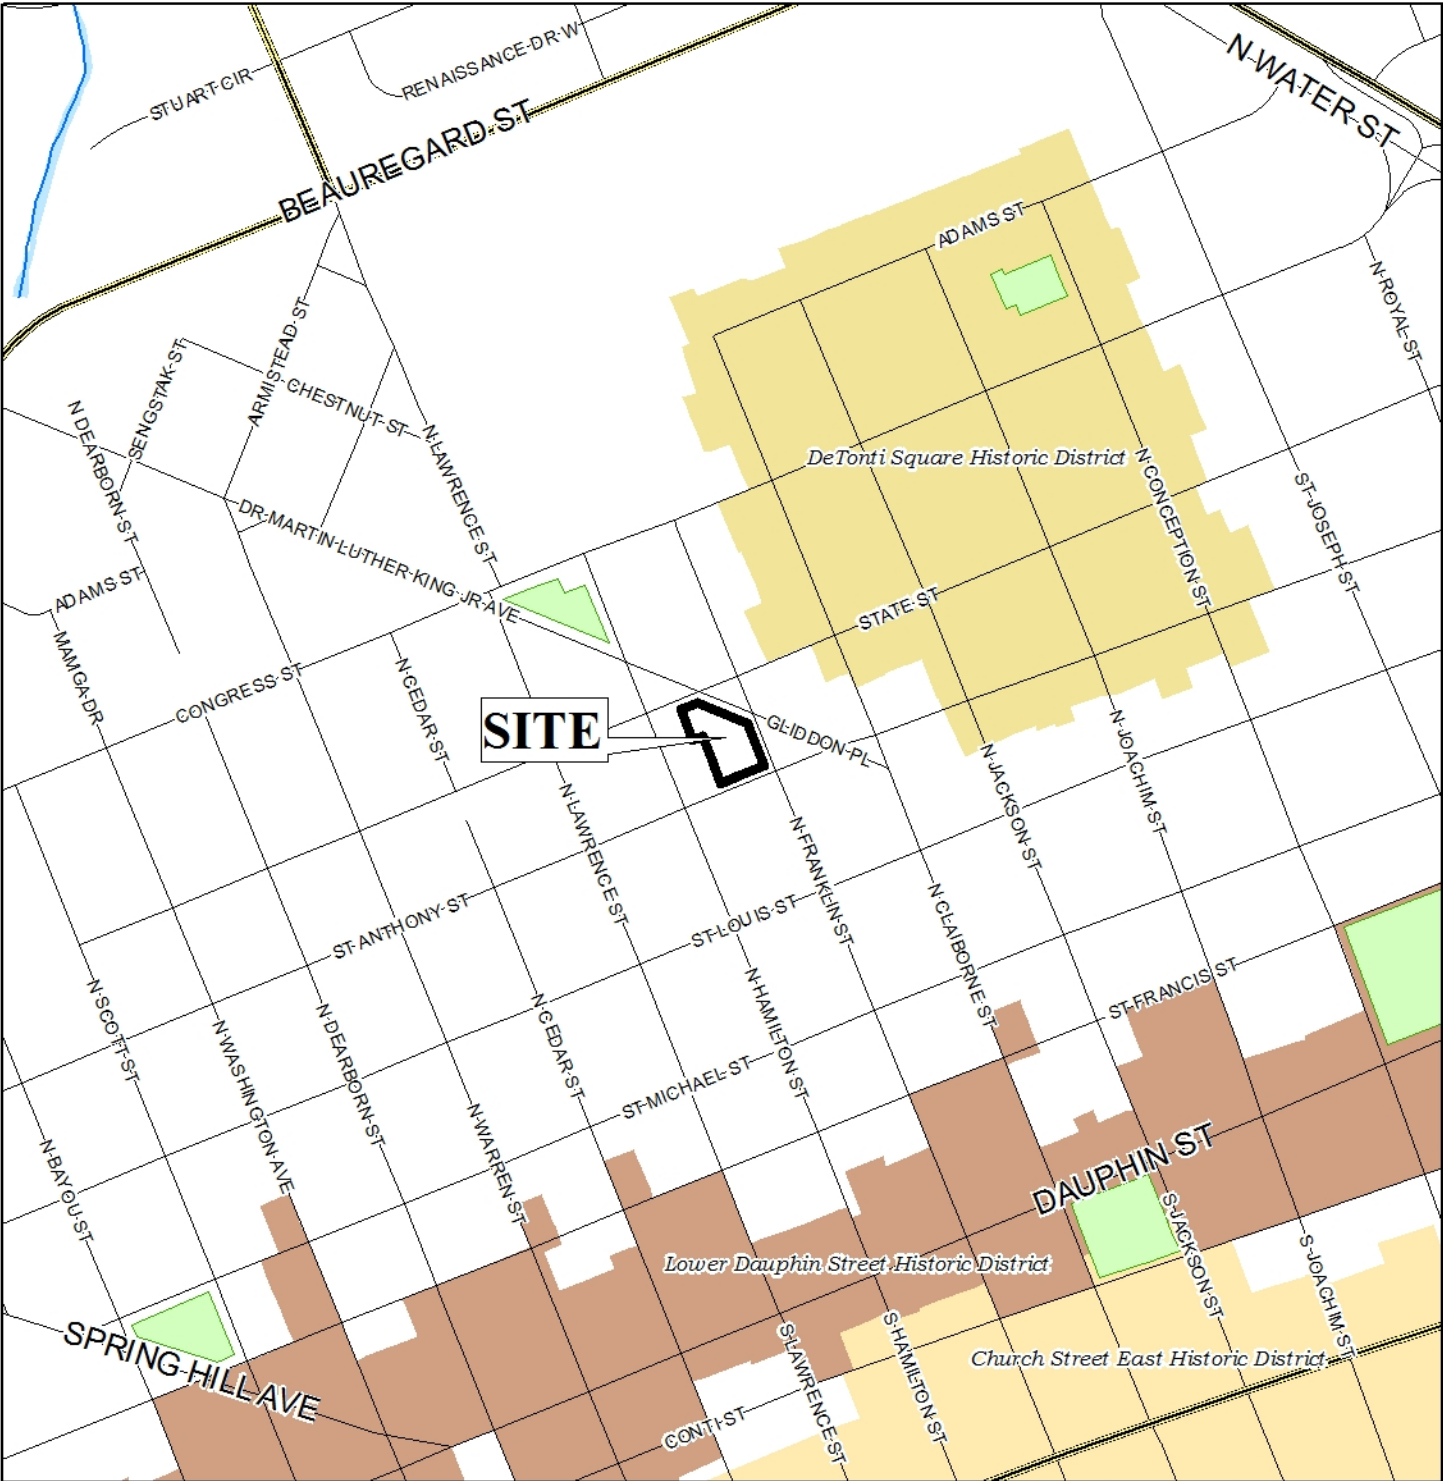 N WATER ST
RENAISSANCE DR W
STUART CIR
BEAUREGARD ST
ADAMS ST
N ROYAL ST
ARMISTEAD ST
SENGSTAK ST
CHESTNUT ST
N DEARBORN ST
N LAWRENCE ST
DeTonti Square Historic District
N CONCEPTION ST
ST JOSEPH ST
DR MARTIN LUTHER KING JR AVE
ADAMS ST
STATE ST
MAMGA DR
CONGRESS ST
N CEDAR ST
SITE
GLIDDON PL
N JOACHIM ST
N JACKSON ST
N LAWRENCE ST
N FRANKLIN ST
ST ANTHONY ST
ST LOUIS ST
N CLAIBORNE ST
N SCOTT ST
N HAMILTON ST
ST FRANCIS ST
N CEDAR ST
N DEARBORN ST
N WASHINGTON AVE
ST MICHAEL ST
N WARREN ST
N BAYOU ST
DAUPHIN ST
S JACKSON ST
Lower Dauphin Street Historic District
S JOACHIM ST
SPRING HILL AVE
S LAWRENCE ST
S HAMILTON ST
Church Street East Historic District
CONTI ST